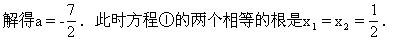 解得a = -7/2．此时方程①的两个相等的根是x₁ = x₂ = 1/2．